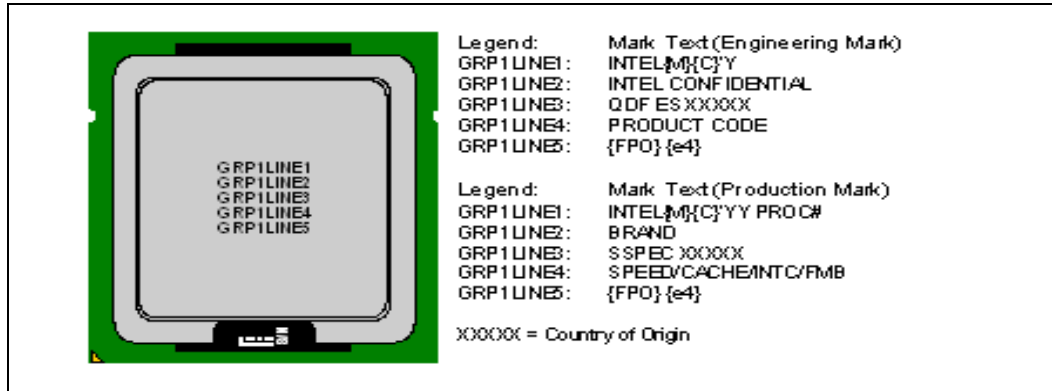 GRP1LINE1
GRP1LINE2
GRP1LINE3
GRP1LINE4
GRP1LINE5
Legend: Mark Text (Engineering Mark)
GRP1LINE1: INTEL{M}{C}'Y
GRP1LINE2: INTEL CONFIDENTIAL
GRP1LINE3: QDF ES XXXXX
GRP1LINE4: PRODUCT CODE
GRP1LINE5: {FPO} {e4}
Legend: Mark Text (Production Mark)
GRP1LINE1: INTEL{M}{C}'YY PROC#
GRP1LINE2: BRAND
GRP1LINE3: SSPEC XXXXX
GRP1LINE4: SPEED/CACHE/INTC/FMB
GRP1LINE5: {FPO} {e4}
XXXXX = Country of Origin